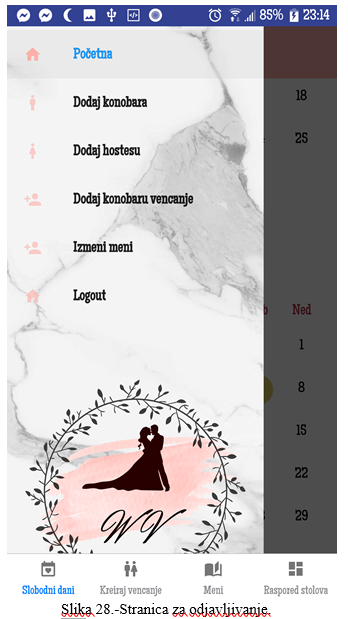 85% 23:14
Početna
Dodaj konobara
18
Dodaj hostesu
25
Dodaj konobaru vencanje
Izmeni meni
Logout
b Ned
1
8
15
22
29
WV
Slobodni dani Kreiraj vencanje Meni Raspored stolova
Slika 28.-Stranica za odjavljivanje.